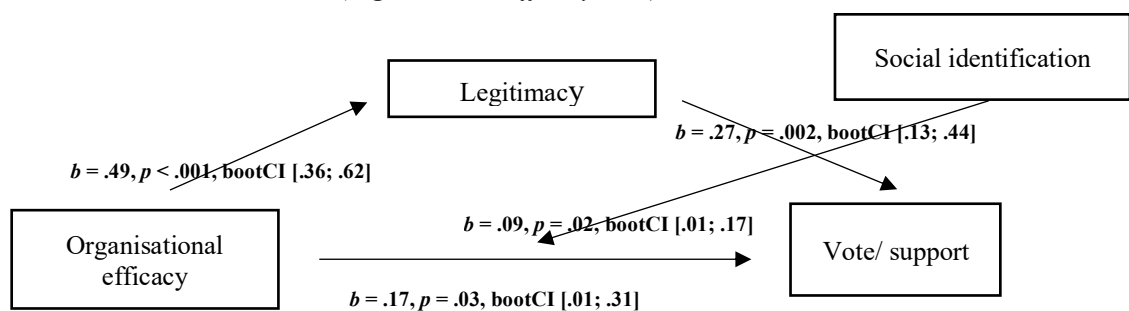 Social identification
Legitimacy
b = .27, p = .002, bootCI [.13; .44]
b = .49, p < .001, bootCI [.36; .62]
b = .09, p = .02, bootCI [.01; .17]
Organisational
efficacy
Vote/ support
b = .17, p = .03, bootCI [.01; .31]